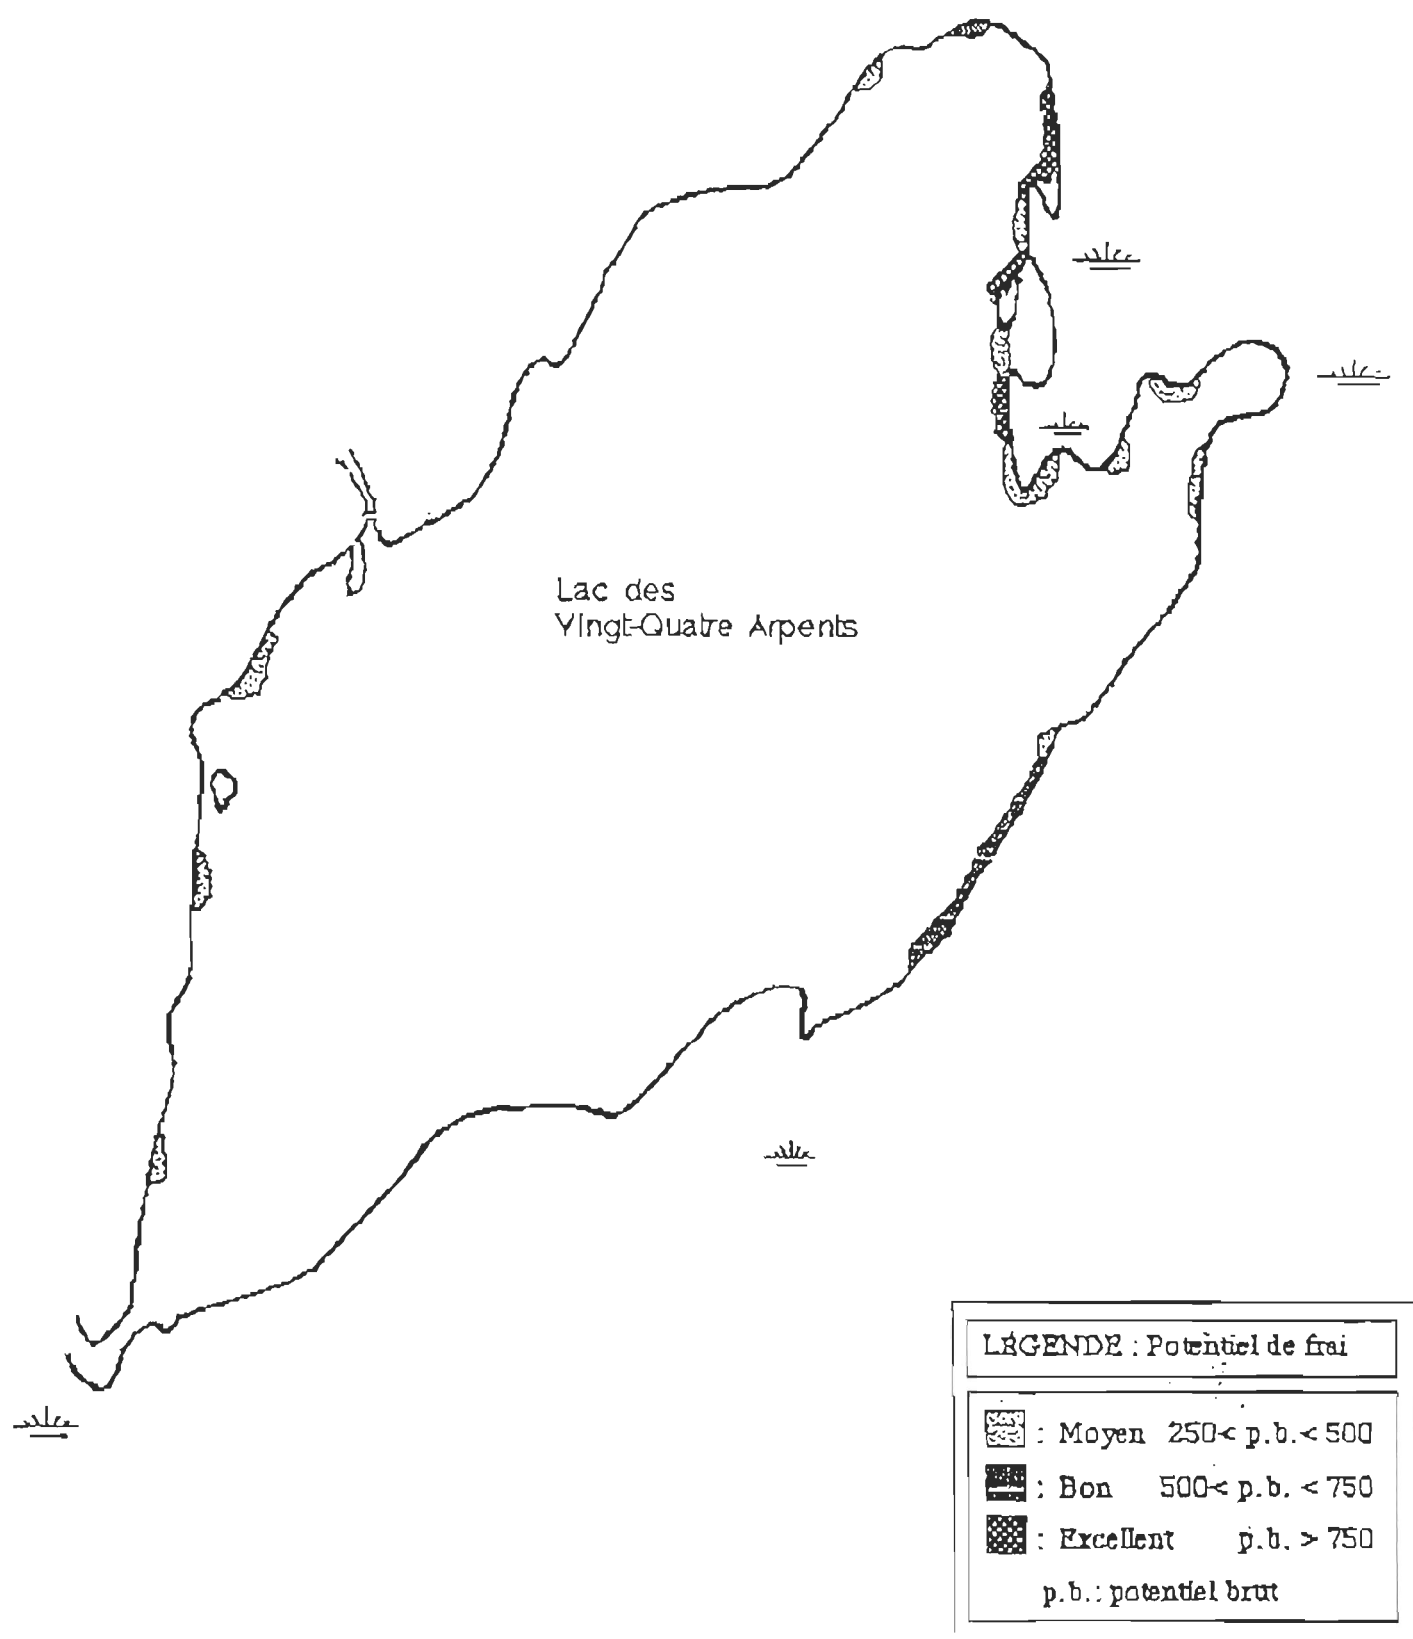 Lac des
Vingt-Quatre Arpents
LÉGENDE : Potentiel de frai
: Moyen 250< p.b.< 500
: Bon 500< p.b. < 750
: Excellent p.b. > 750
p.b.: potentiel brut